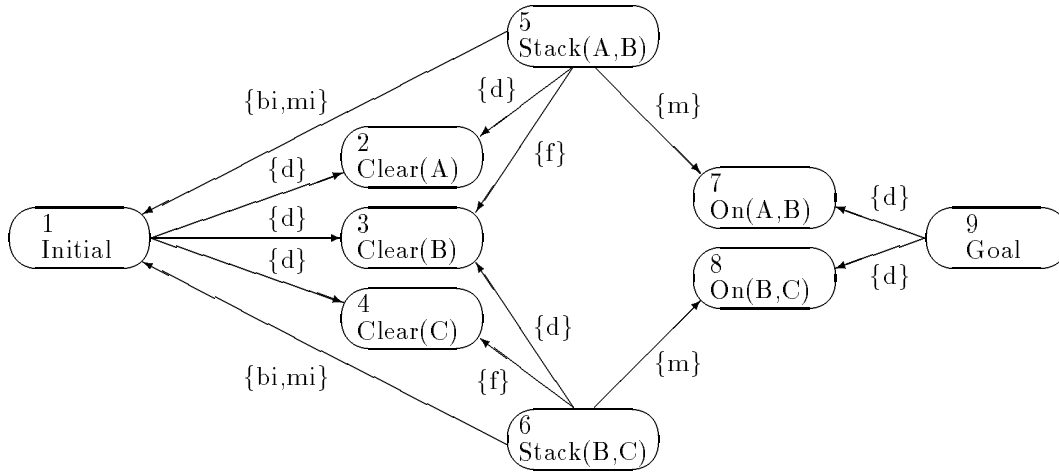 5
Stack(A,B)
{bi,mi}
{d}
{m}
2
Clear(A)
{f}
{d}
7
On(A,B)
{d}
1
Initial
{d}
3
Clear(B)
9
Goal
{d}
8
On(B,C)
{d}
4
Clear(C)
{d}
{bi,mi}
{f}
{m}
6
Stack(B,C)